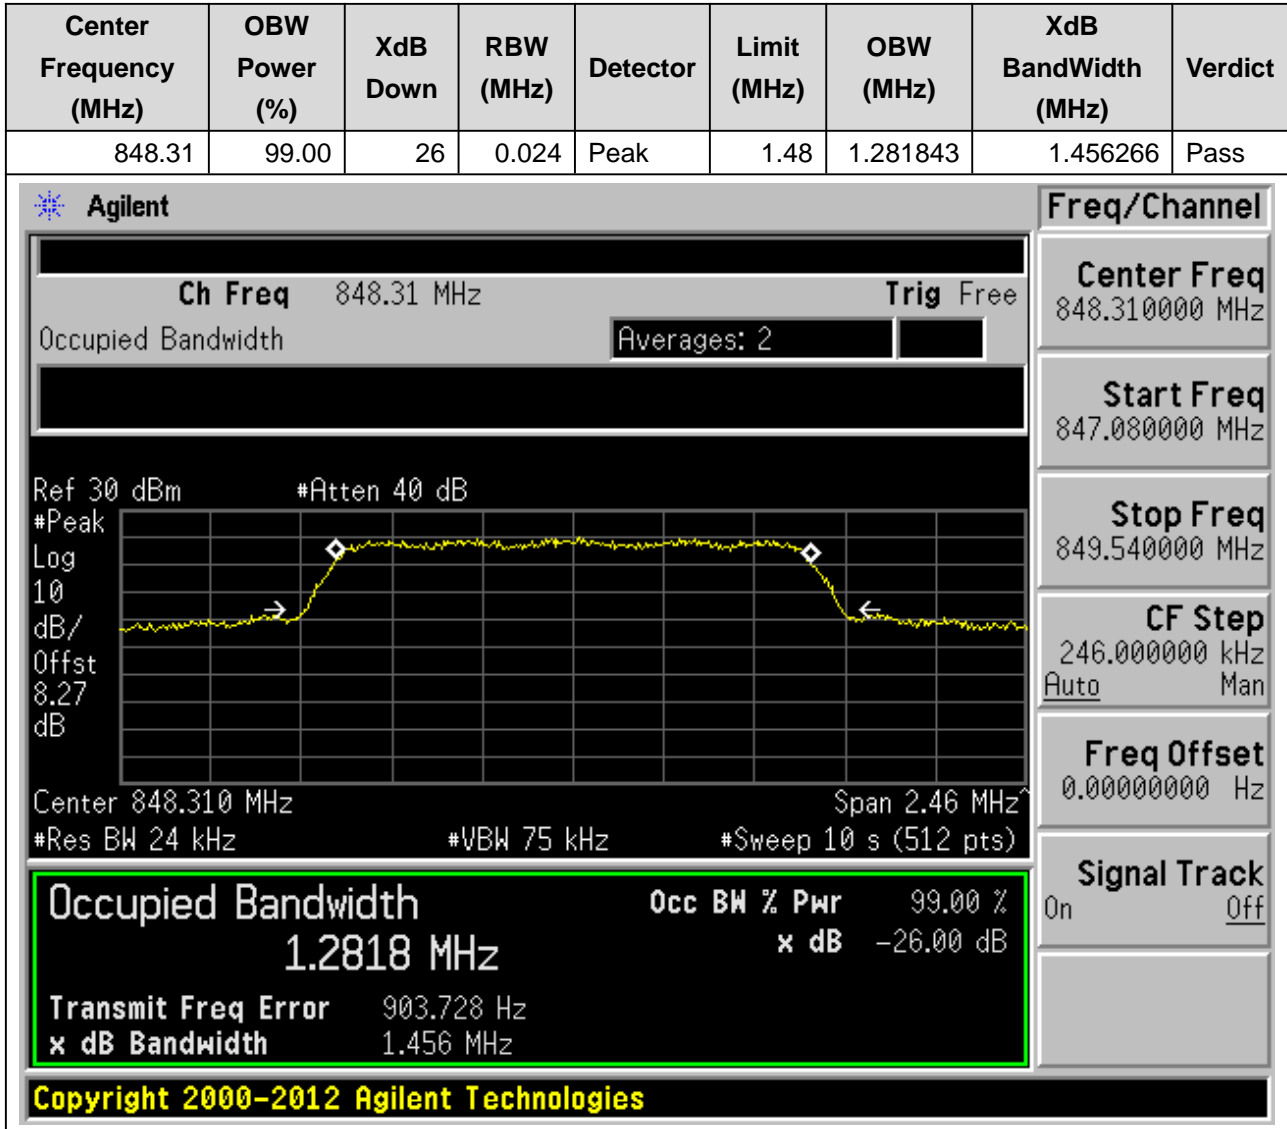 Center Frequency (MHz) OBW Power (%) XdB Down RBW (MHz) Detector Limit (MHz) OBW (MHz) XdB BandWidth (MHz) Verdict
848.31 99.00 26 0.024 Peak 1.48 1.281843 1.456266 Pass
Agilent
Freq/Channel
Ch Freq 848.31 MHz Trig Free
Occupied Bandwidth Averages: 2
Center Freq
848.310000 MHz
Start Freq
847.080000 MHz
Stop Freq
849.540000 MHz
CF Step
246.000000 kHz
Auto Man
Freq Offset
0.00000000 Hz
Signal Track
On Off
Ref 30 dBm #Atten 40 dB
#Peak
Log
10
dB/
Offst
8.27
dB
Center 848.310 MHz Span 2.46 MHz^
#Res BW 24 kHz #VBW 75 kHz #Sweep 10 s (512 pts)
Occupied Bandwidth Occ BW % Pwr 99.00 %
1.2818 MHz x dB -26.00 dB
Transmit Freq Error 903.728 Hz
x dB Bandwidth 1.456 MHz
Copyright 2000-2012 Agilent Technologies